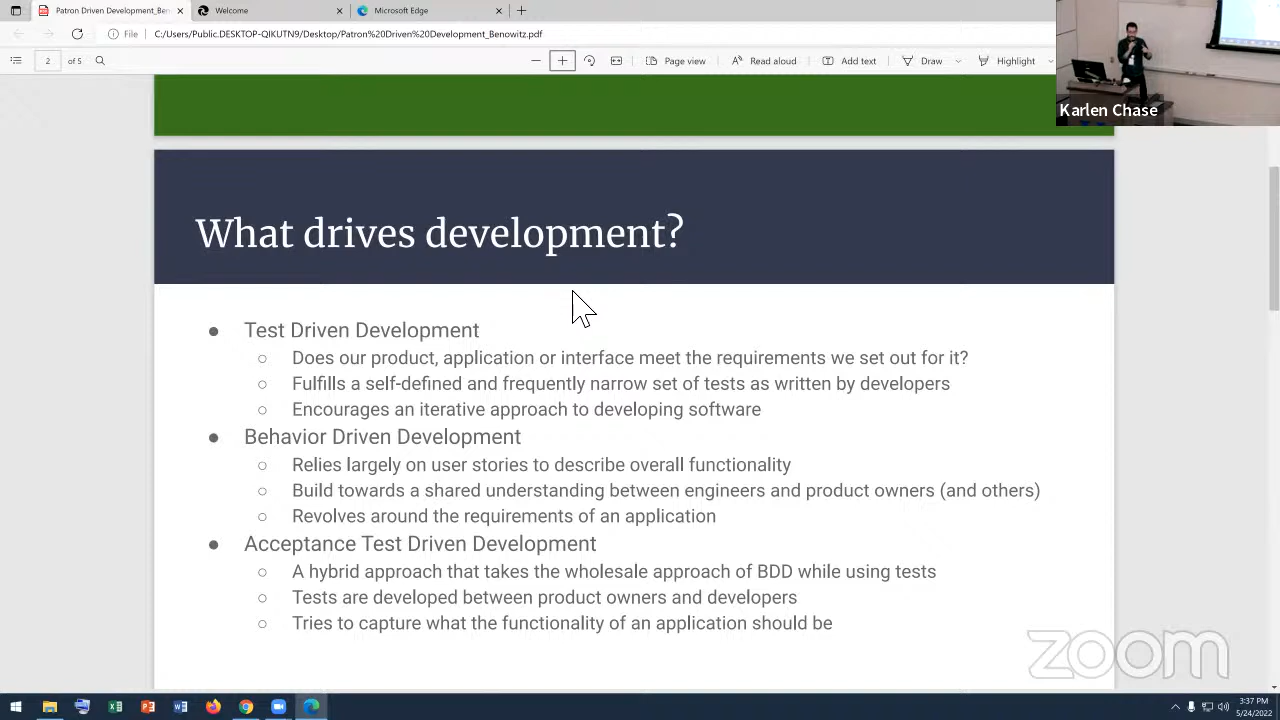 Patron Driven Development_Ben
Welcome
Microsoft Edge
File
C:/Users/Public.DESKTOP-QIKUTN9/Desktop/Patron%20Driven%20Development_Benowitz.pdf
2
of 5
Page view
Read aloud
Add text
Draw
Highlight
Karlen Chase
What drives development?
● Test Driven Development
○ Does our product, application or interface meet the requirements we set out for it?
○ Fulfills a self-defined and frequently narrow set of tests as written by developers
○ Encourages an iterative approach to developing software
● Behavior Driven Development
○ Relies largely on user stories to describe overall functionality
○ Build towards a shared understanding between engineers and product owners (and others)
○ Revolves around the requirements of an application
● Acceptance Test Driven Development
○ A hybrid approach that takes the wholesale approach of BDD while using tests
○ Tests are developed between product owners and developers
○ Tries to capture what the functionality of an application should be
zoom
3:37 PM
5/24/2022